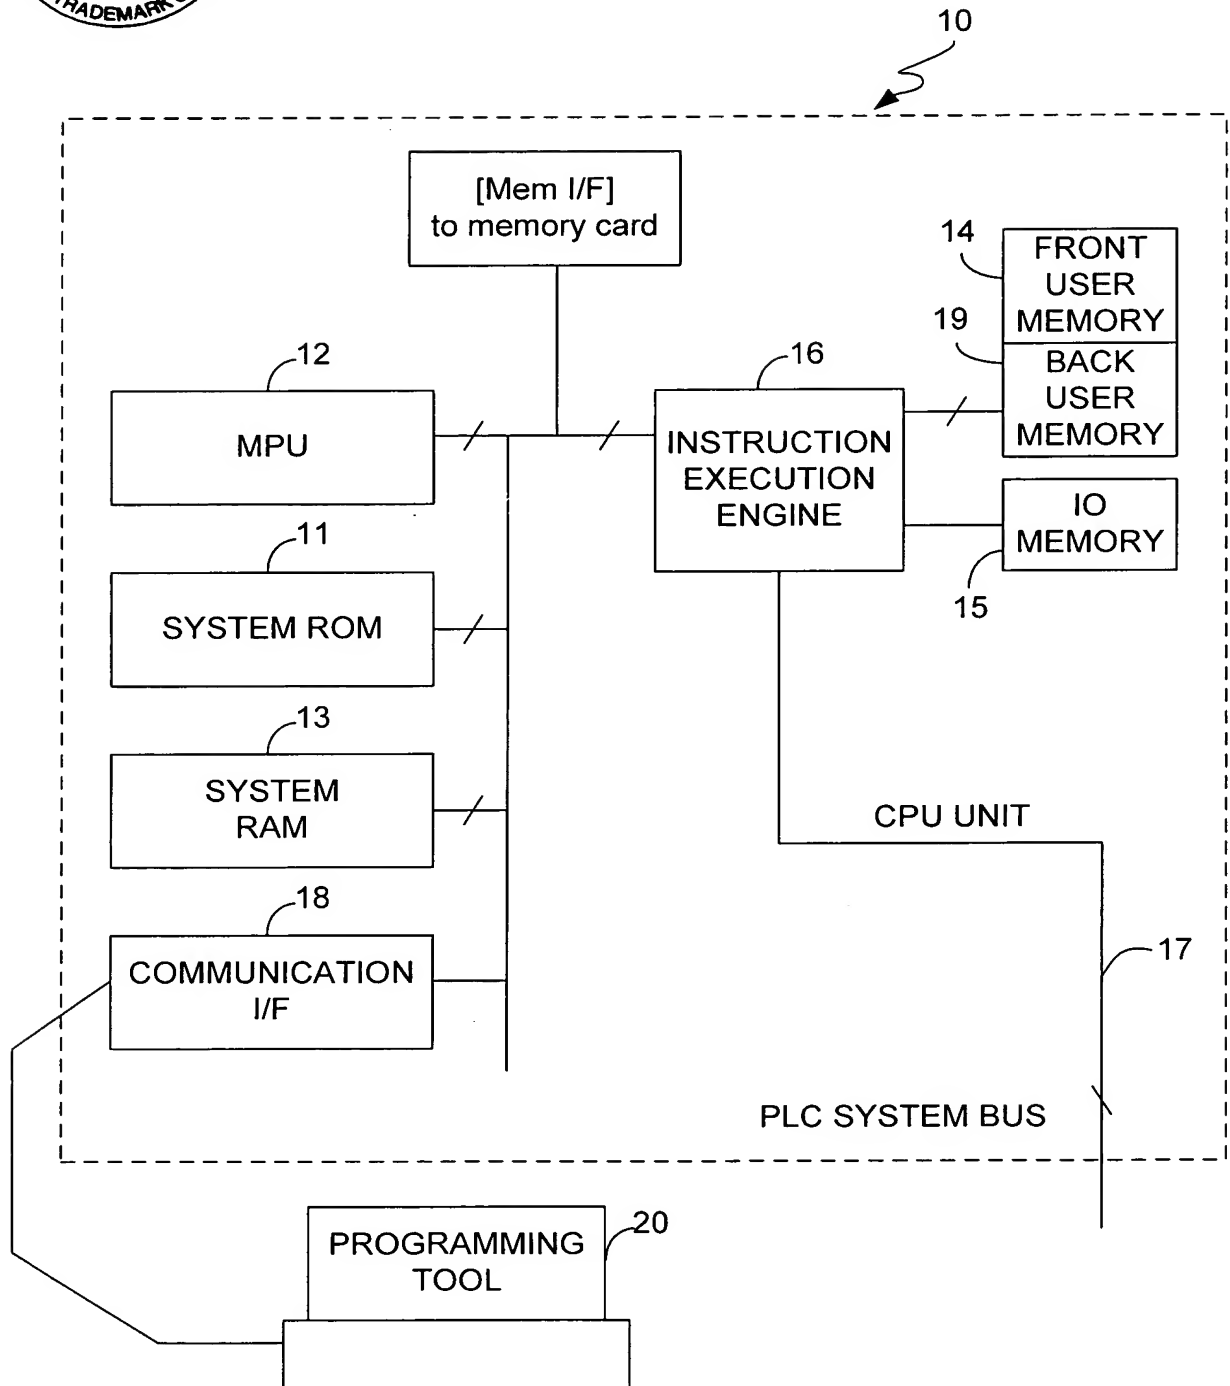 TRADEMARK
10
[Mem I/F]
to memory card
14
FRONT
USER
MEMORY
19
BACK
USER
MEMORY
12
MPU
16
INSTRUCTION
EXECUTION
ENGINE
IO
MEMORY
15
11
SYSTEM ROM
13
SYSTEM
RAM
CPU UNIT
18
COMMUNICATION
I/F
17
PLC SYSTEM BUS
20
PROGRAMMING
TOOL